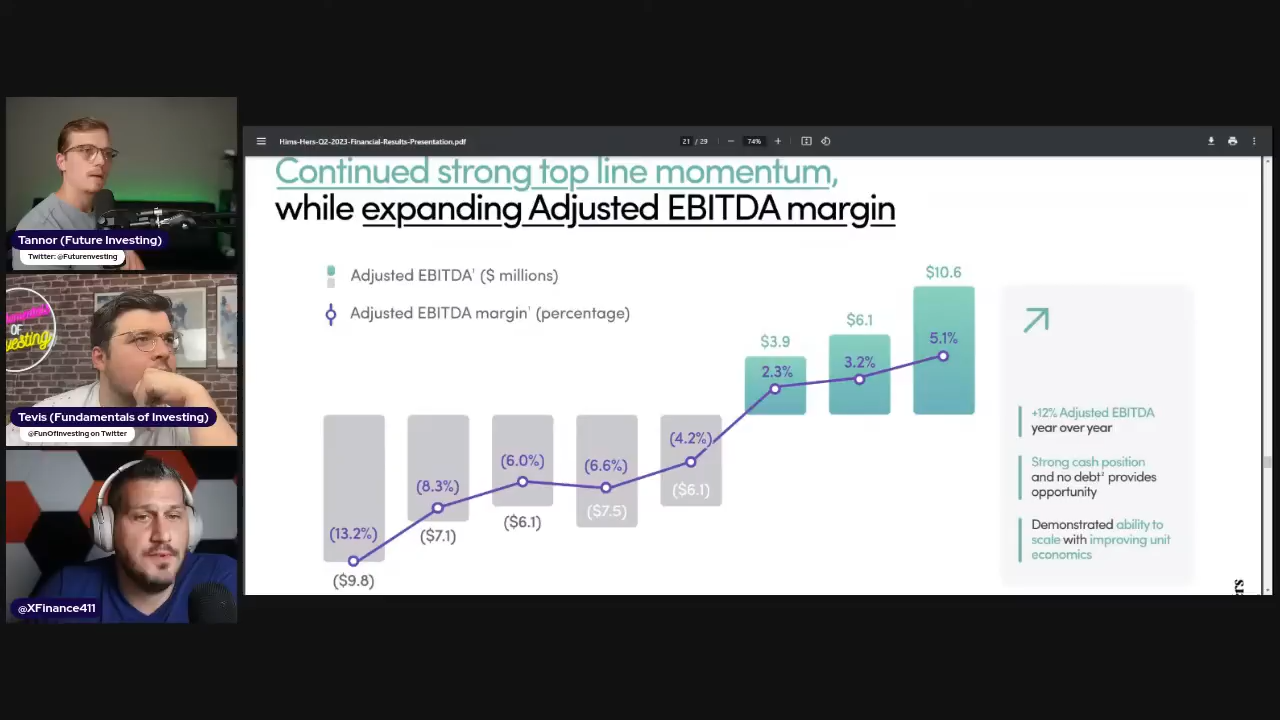 Tannor (Future Investing)
Twitter: @Futurenvesting
OF
Tevis (Fundamentals of Investing)
@FunOfInvesting on Twitter
@XFinance411
Hims-Hers-Q2-2023-Financial-Results-Presentation.pdf
21 / 29
74%
Continued strong top line momentum,
while expanding Adjusted EBITDA margin
Adjusted EBITDA¹ ($ millions)
Adjusted EBITDA margin¹ (percentage)
(13.2%)
($9.8)
(8.3%)
($7.1)
(6.0%)
($6.1)
(6.6%)
($7.5)
(4.2%)
($6.1)
$3.9
2.3%
$6.1
3.2%
$10.6
5.1%
+12% Adjusted EBITDA
year over year
Strong cash position
and no debt² provides
opportunity
Demonstrated ability to
scale with improving unit
economics